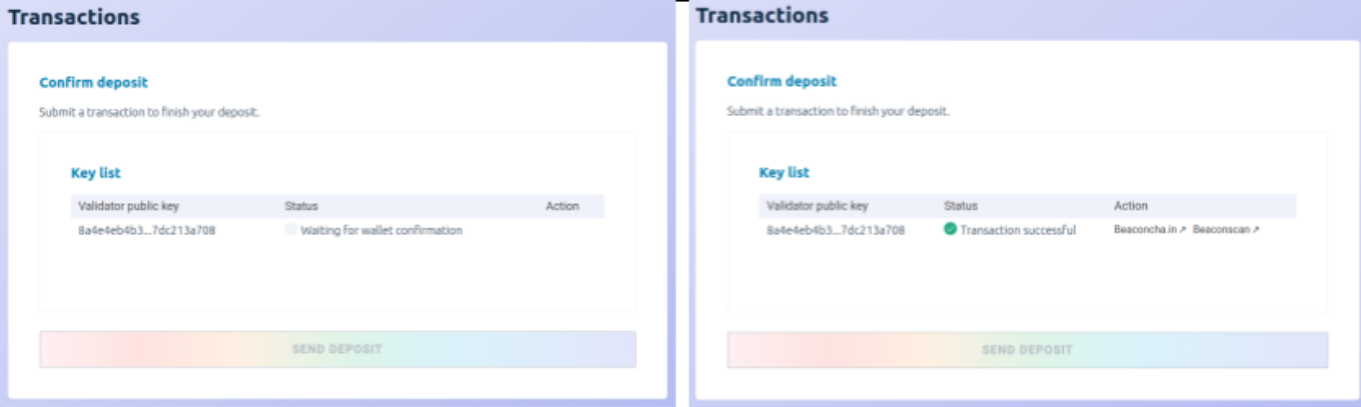 Transactions
Confirm deposit
Submit a transaction to finish your deposit.
Key list
Validator public key Status Action
8a4e4eb4b3...7dc213a708 Waiting for wallet confirmation
SEND DEPOSIT
Transactions
Confirm deposit
Submit a transaction to finish your deposit.
Key list
Validator public key Status Action
8a4e4eb4b3...7dc213a708 Transaction successful Beaconcha.in↗ Beaconscan↗
SEND DEPOSIT